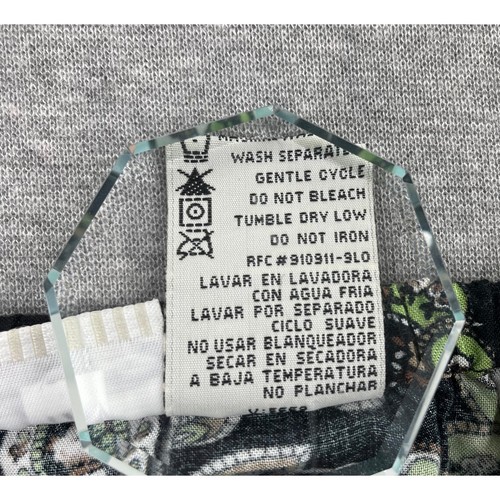 WASH SEPARATE
GENTLE CYCLE
DO NOT BLEACH
TUMBLE DRY LOW
DO NOT IRON
RFC #910911-9L0
LAVAR EN LAVADORA
CON AGUA FRIA
LAVAR POR SEPARADO
CICLO SUAVE
NO USAR BLANQUEADOR
SECAR EN SECADORA
A BAJA TEMPERATURA
NO PLANCHAR